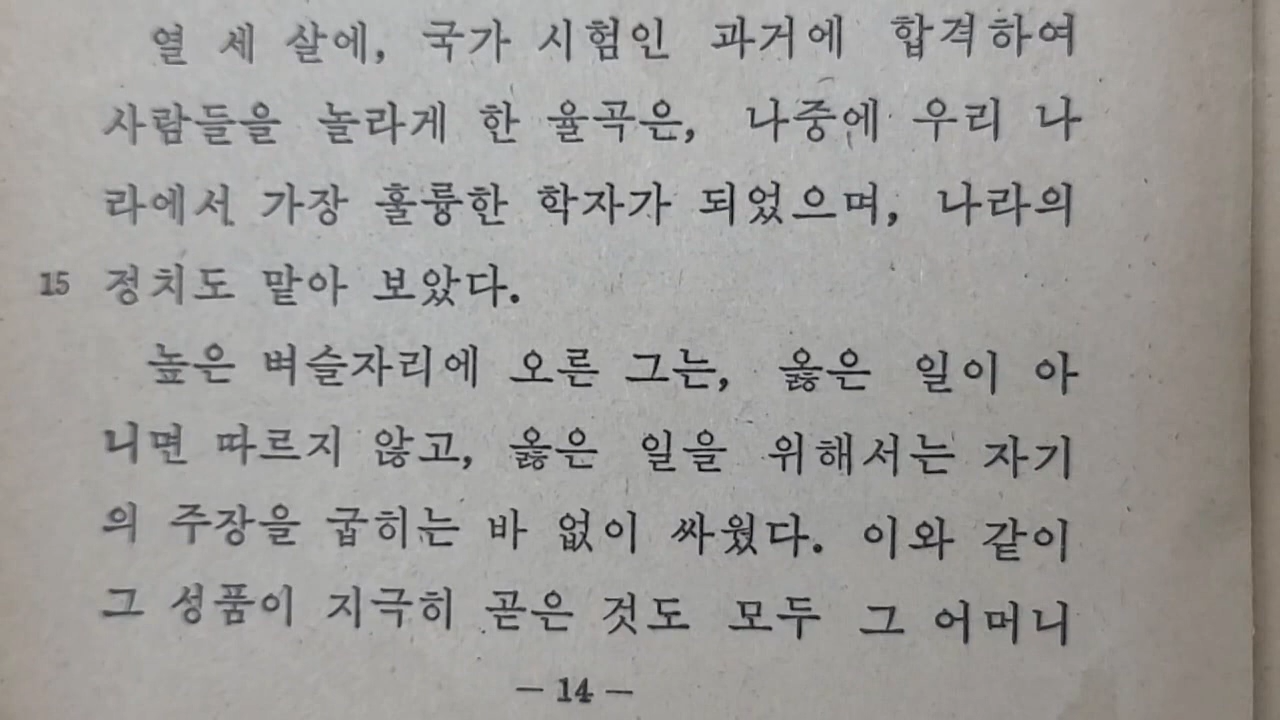 열 세 살에, 국가 시험인 과거에 합격하여
사람들을 놀라게 한 율곡은, 나중에 우리 나
라에서 가장 훌륭한 학자가 되었으며, 나라의
15 정치도 맡아 보았다.
높은 벼슬자리에 오른 그는, 옳은 일이 아
니면 따르지 않고, 옳은 일을 위해서는 자기
의 주장을 굽히는 바 없이 싸웠다. 이와 같이
그 성품이 지극히 곧은 것도 모두 그 어머니
— 14 —